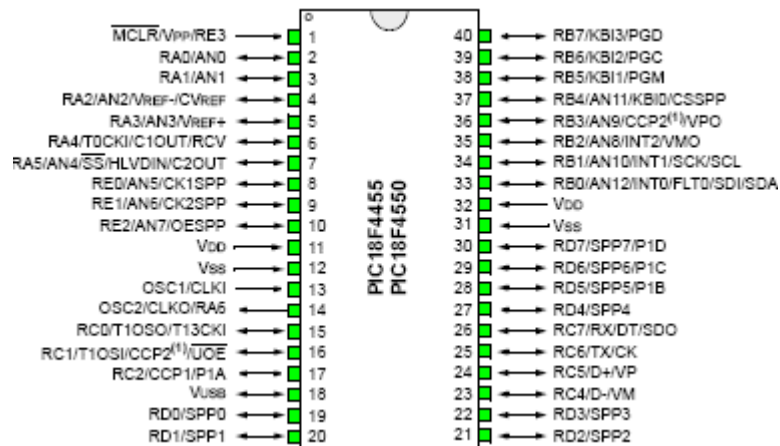 MCLR/VPP/RE3 1
RA0/AN0 2
RA1/AN1 3
RA2/AN2/VREF-/CVREF 4
RA3/AN3/VREF+ 5
RA4/T0CKI/C1OUT/RCV 6
RA5/AN4/SS/HLVDIN/C2OUT 7
RE0/AN5/CK1SPP 8
RE1/AN6/CK2SPP 9
RE2/AN7/OESPP 10
VDD 11
VSS 12
OSC1/CLKI 13
OSC2/CLKO/RA6 14
RC0/T1OSO/T13CKI 15
RC1/T1OSI/CCP2(1)/UOE 16
RC2/CCP1/P1A 17
VUSB 18
RD0/SPP0 19
RD1/SPP1 20
PIC18F4455
PIC18F4550
40 RB7/KBI3/PGD
39 RB6/KBI2/PGC
38 RB5/KBI1/PGM
37 RB4/AN11/KBI0/CSSPP
36 RB3/AN9/CCP2(1)/VPO
35 RB2/AN8/INT2/VMO
34 RB1/AN10/INT1/SCK/SCL
33 RB0/AN12/INT0/FLT0/SDI/SDA
32 VDD
31 VSS
30 RD7/SPP7/P1D
29 RD6/SPP6/P1C
28 RD5/SPP5/P1B
27 RD4/SPP4
26 RC7/RX/DT/SDO
25 RC6/TX/CK
24 RC5/D+/VP
23 RC4/D-/VM
22 RD3/SPP3
21 RD2/SPP2